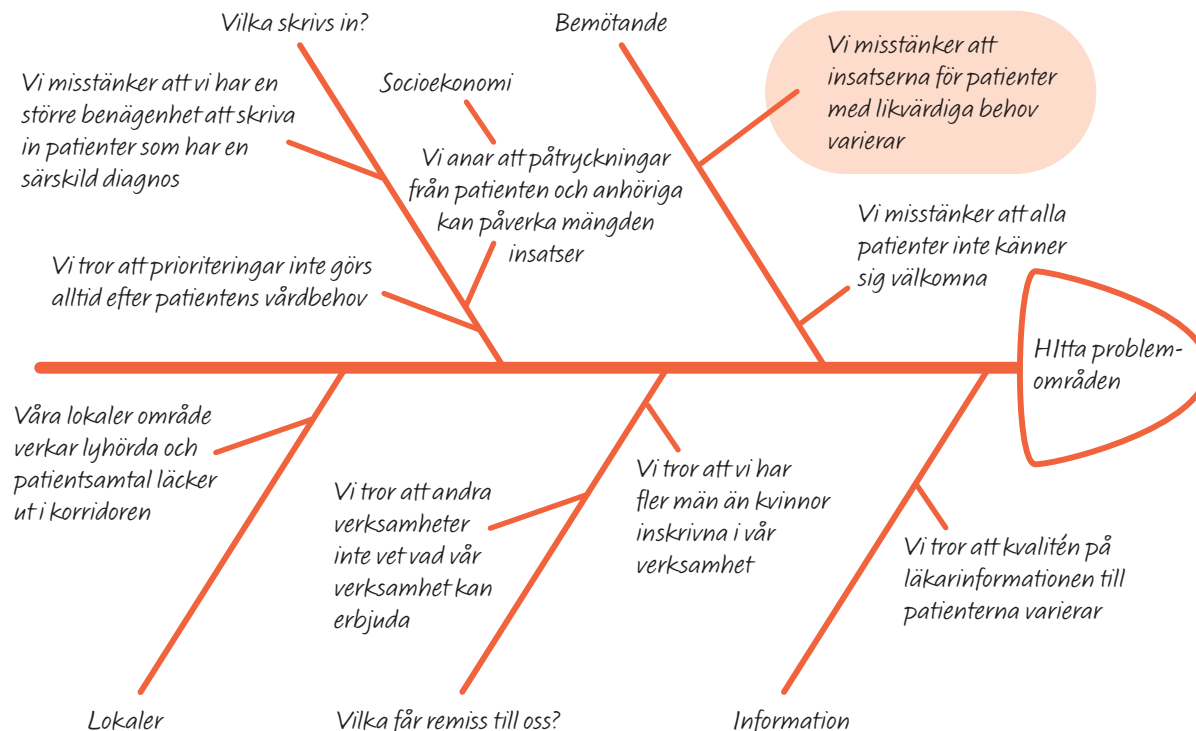 Vilka skrivs in?
Vi misstänker att vi har en
större benägenhet att skriva
in patienter som har en
särskild diagnos
Socioekonomi
Vi anar att påtryckningar
från patienten och anhöriga
kan påverka mängden
insatser
Vi tror att prioriteringar inte görs
alltid efter patientens vårdbehov
Bemötande
Vi misstänker att
insatserna för patienter
med likvärdiga behov
varierar
Vi misstänker att alla
patienter inte känner
sig välkomna
HItta problem-
områden
Våra lokaler område
verkar lyhörda och
patientsamtal läcker
ut i korridoren
Lokaler
Vi tror att andra
verksamheter
inte vet vad vår
verksamhet kan
erbjuda
Vi tror att vi har
fler män än kvinnor
inskrivna i vår
verksamhet
Vilka får remiss till oss?
Vi tror att kvalitén på
läkarinformationen till
patienterna varierar
Information